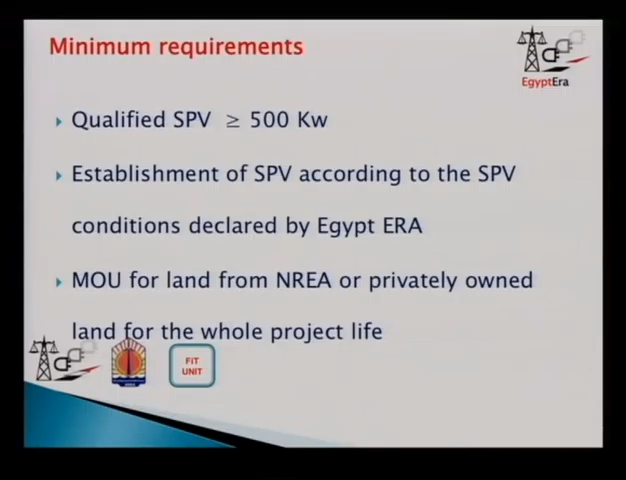 Minimum requirements
EgyptEra
Qualified SPV ≥ 500 Kw
Establishment of SPV according to the SPV
conditions declared by Egypt ERA
MOU for land from NREA or privately owned
land for the whole project life
FiT
UNIT